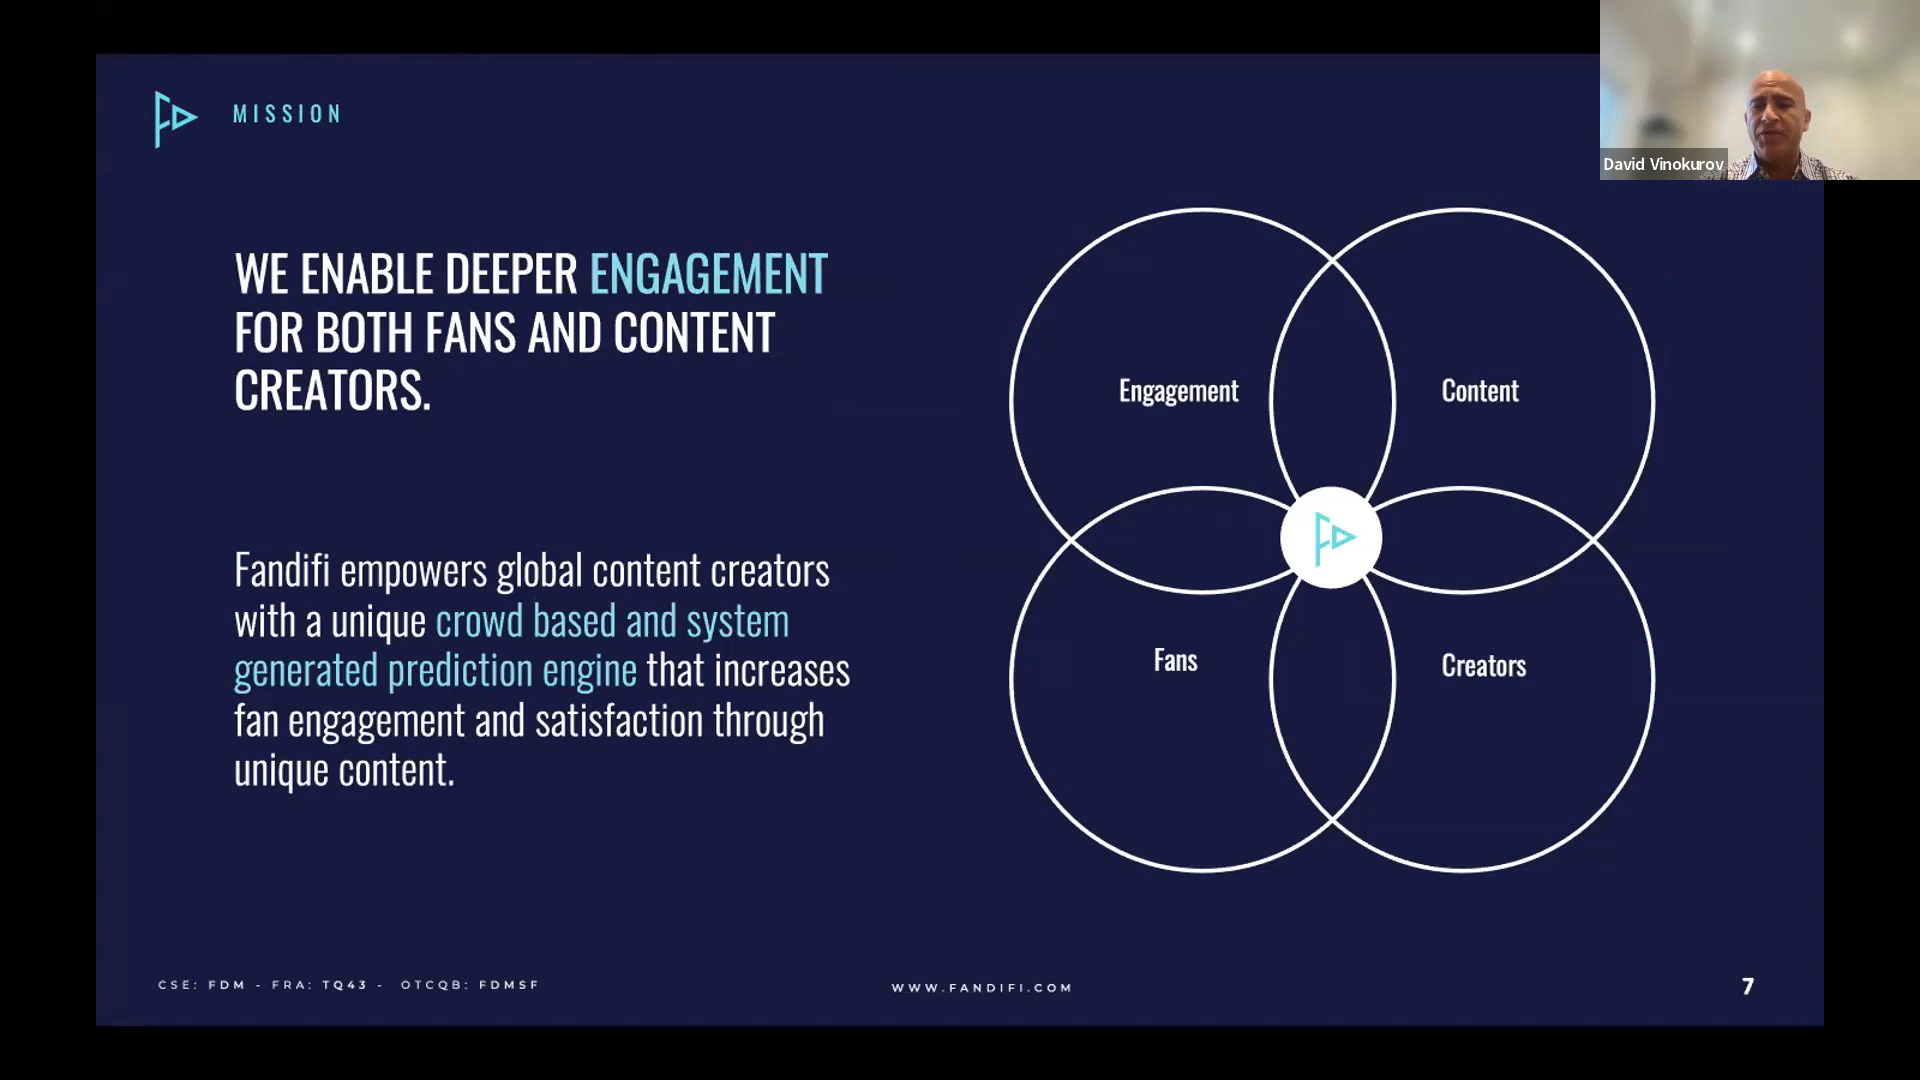 MISSION
David Vinokurov
WE ENABLE DEEPER ENGAGEMENT
FOR BOTH FANS AND CONTENT
CREATORS.
Engagement
Content
Fandifi empowers global content creators
with a unique crowd based and system
generated prediction engine that increases
fan engagement and satisfaction through
unique content.
Fans
Creators
CSE: FDM - FRA: TQ43 - OTCQB: FDMSF
WWW.FANDIFI.COM
7